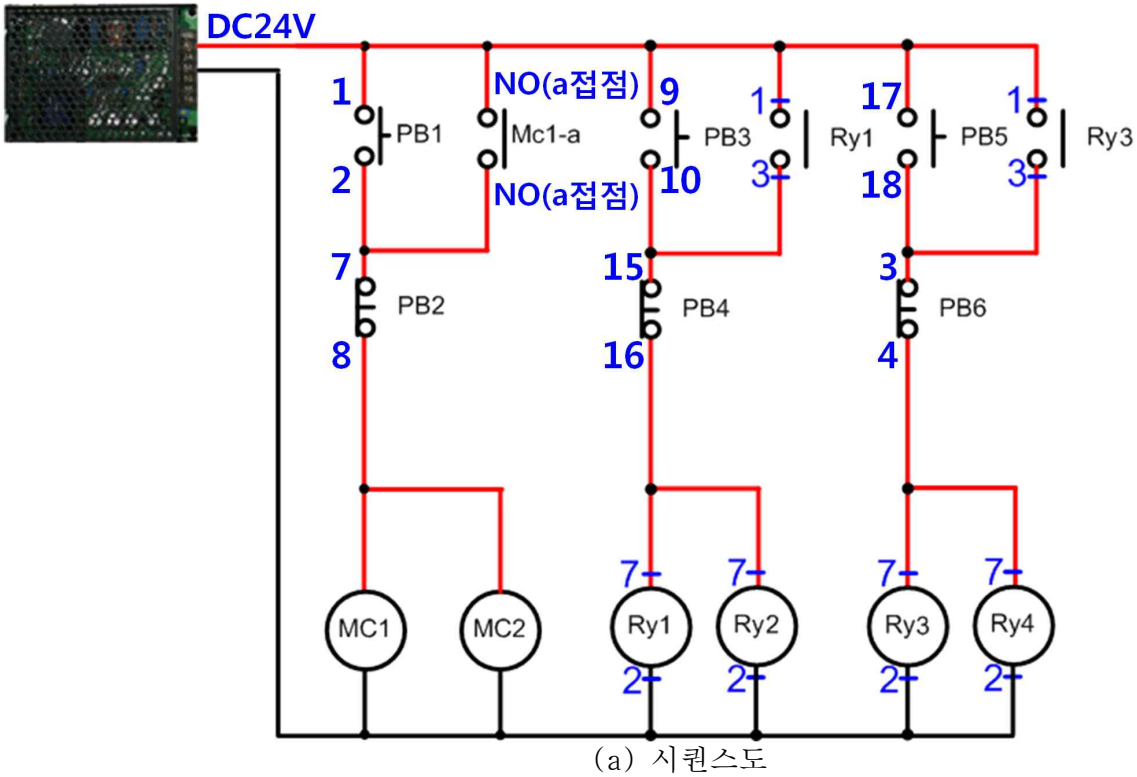 DC24V
1
PB1
2
NO(a접점)
Mc1-a
NO(a접점)
9
PB3
10
1
Ry1
3
17
PB5
18
1
Ry3
3
7
PB2
8
15
PB4
16
3
PB6
4
MC1
MC2
7
Ry1
2
7
Ry2
2
7
Ry3
2
7
Ry4
2
(a) 시퀀스도